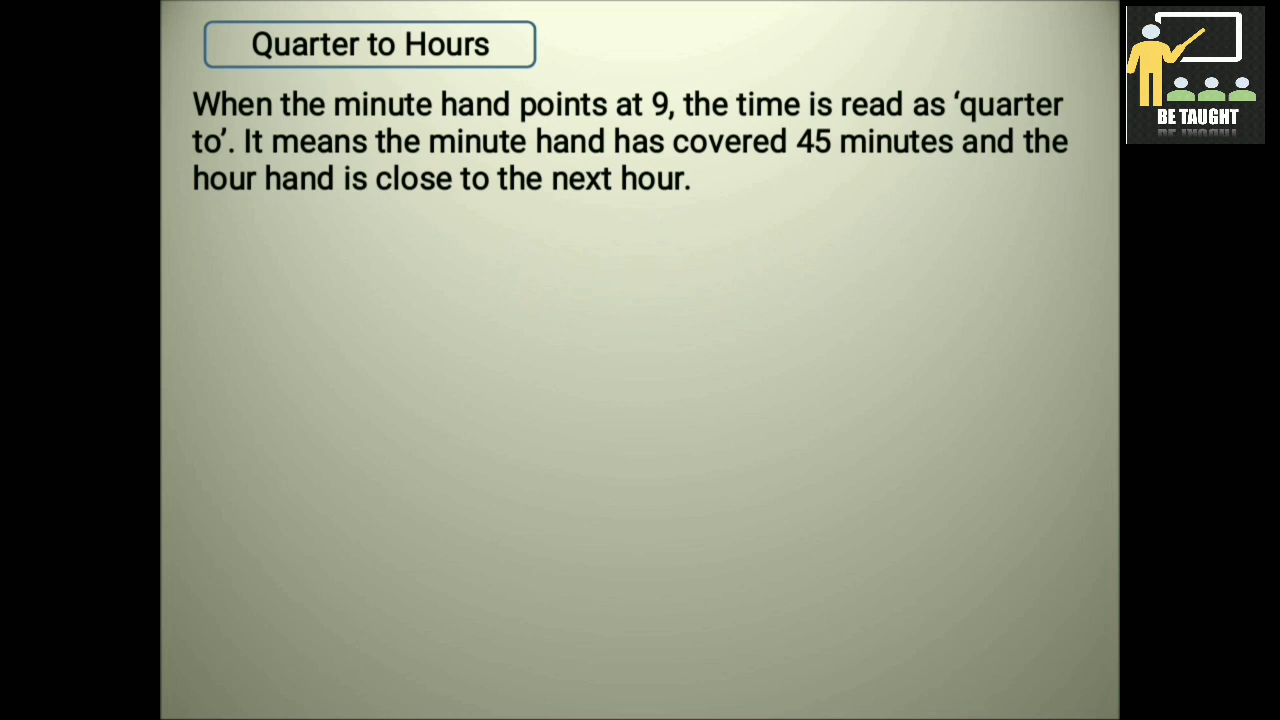 Quarter to Hours
When the minute hand points at 9, the time is read as ‘quarter
to’. It means the minute hand has covered 45 minutes and the
hour hand is close to the next hour.
BE TAUGHT